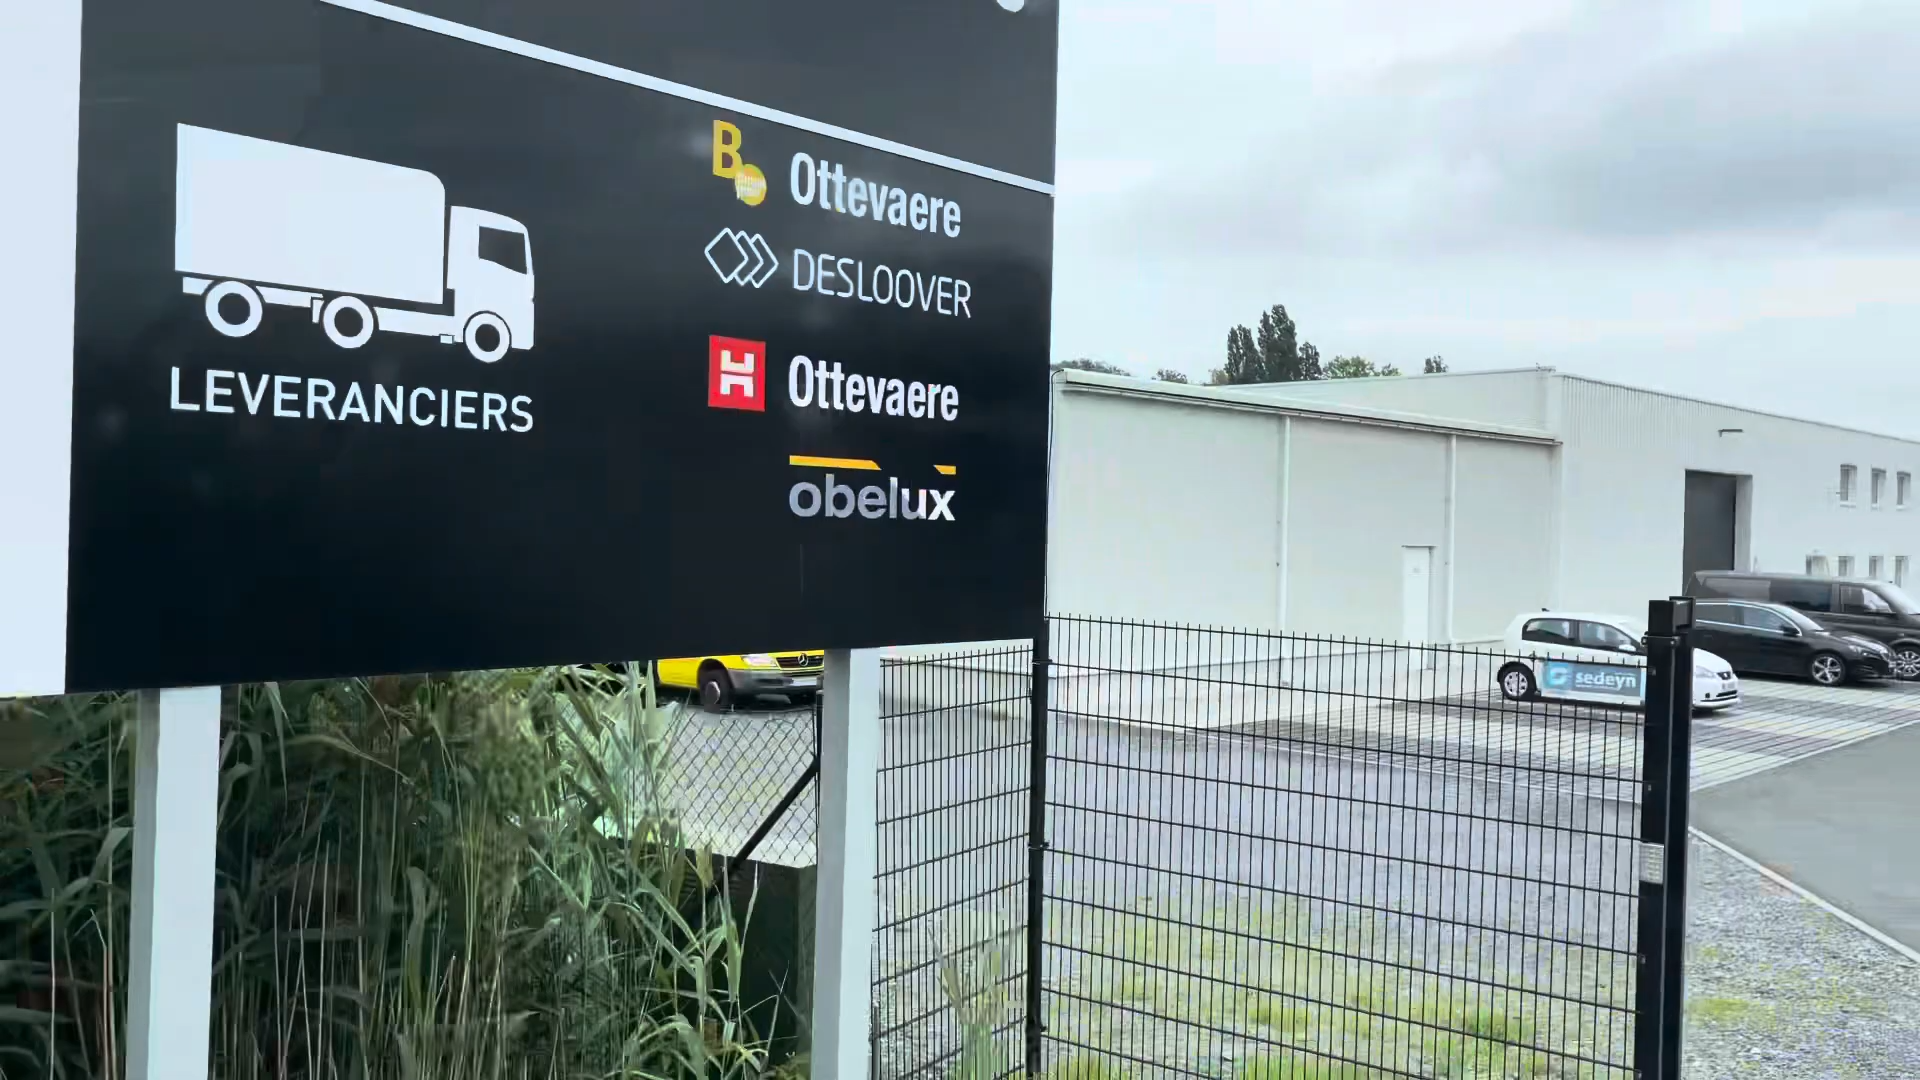 LEVERANCIERS
B Ottevaere
DESLOOVER
H Ottevaere
obelux
sedeyn